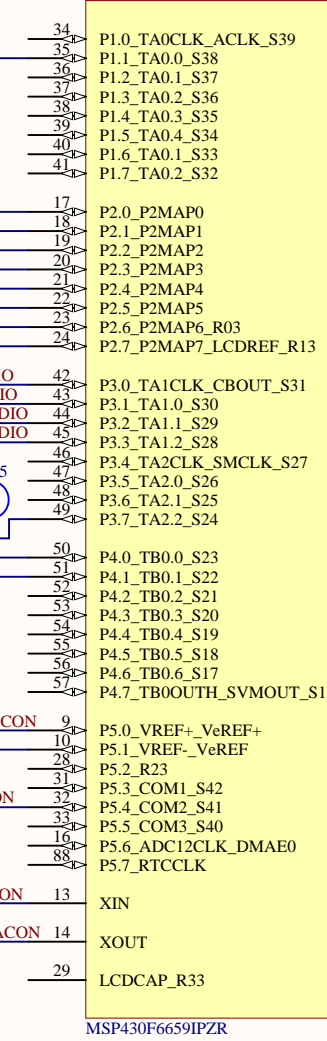 34 P1.0_TA0CLK_ACLK_S39
35 P1.1_TA0.0_S38
36 P1.2_TA0.1_S37
37 P1.3_TA0.2_S36
38 P1.4_TA0.3_S35
39 P1.5_TA0.4_S34
40 P1.6_TA0.1_S33
41 P1.7_TA0.2_S32
17 P2.0_P2MAP0
18 P2.1_P2MAP1
19 P2.2_P2MAP2
20 P2.3_P2MAP3
21 P2.4_P2MAP4
22 P2.5_P2MAP5
23 P2.6_P2MAP6_R03
24 P2.7_P2MAP7_LCDREF_R13
IO 42 P3.0_TA1CLK_CBOUT_S31
IO 43 P3.1_TA1.0_S30
DIO 44 P3.2_TA1.1_S29
DIO 45 P3.3_TA1.2_S28
46 P3.4_TA2CLK_SMCLK_S27
5 47 P3.5_TA2.0_S26
48 P3.6_TA2.1_S25
49 P3.7_TA2.2_S24
50 P4.0_TB0.0_S23
51 P4.1_TB0.1_S22
52 P4.2_TB0.2_S21
53 P4.3_TB0.3_S20
54 P4.4_TB0.4_S19
55 P4.5_TB0.5_S18
56 P4.6_TB0.6_S17
57 P4.7_TB0OUTH_SVMOUT_S1
CON 9 P5.0_VREF+_VeREF+
10 P5.1_VREF-_VeREF
28 P5.2_R23
31 P5.3_COM1_S42
ON 32 P5.4_COM2_S41
33 P5.5_COM3_S40
16 P5.6_ADC12CLK_DMAE0
88 P5.7_RTCCLK
ON 13 XIN
ACON 14 XOUT
29 LCDCAP_R33
MSP430F6659IPZR